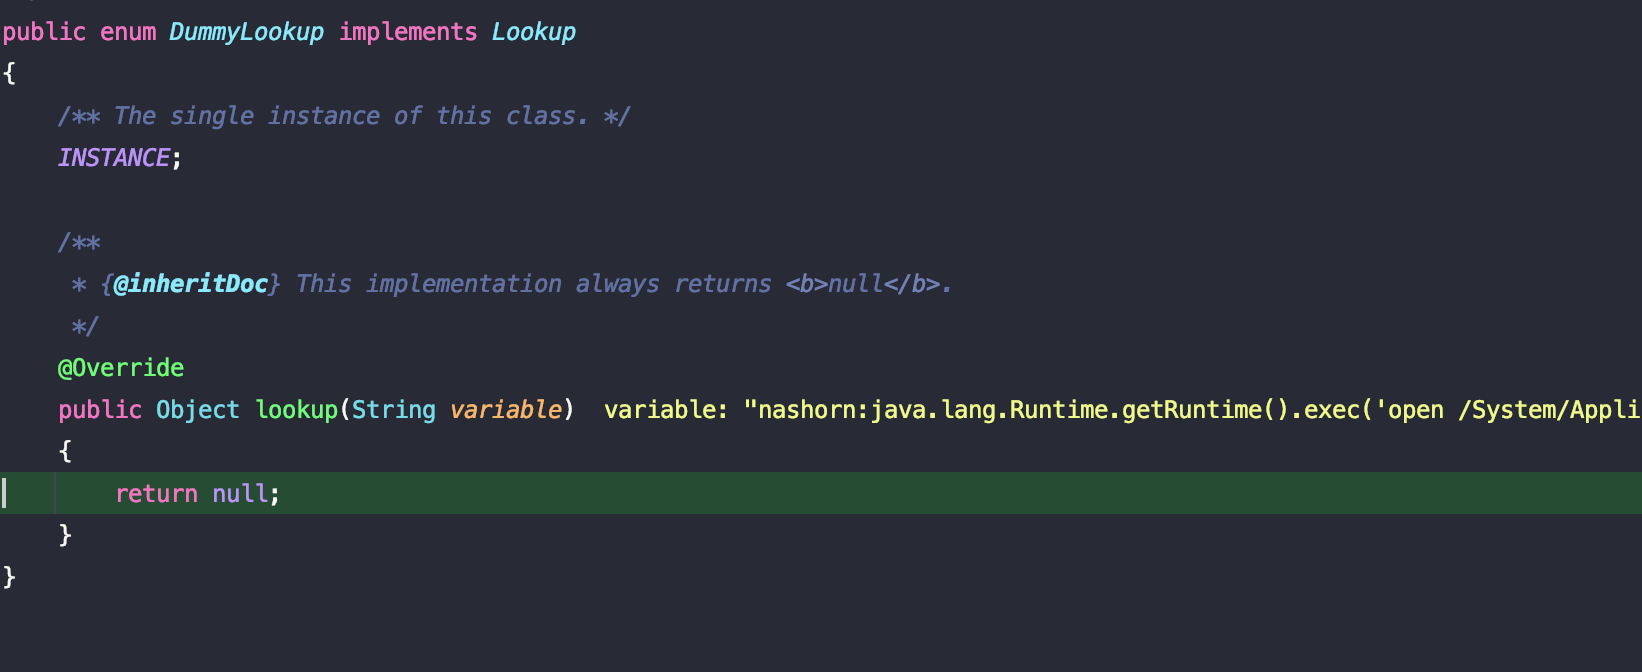 public enum DummyLookup implements Lookup
{
    /** The single instance of this class. */
    INSTANCE;

    /**
     * {@inheritDoc} This implementation always returns <b>null</b>.
     */
    @Override
    public Object lookup(String variable)  variable: "nashorn:java.lang.Runtime.getRuntime().exec('open /System/Appli
    {
        return null;
    }
}